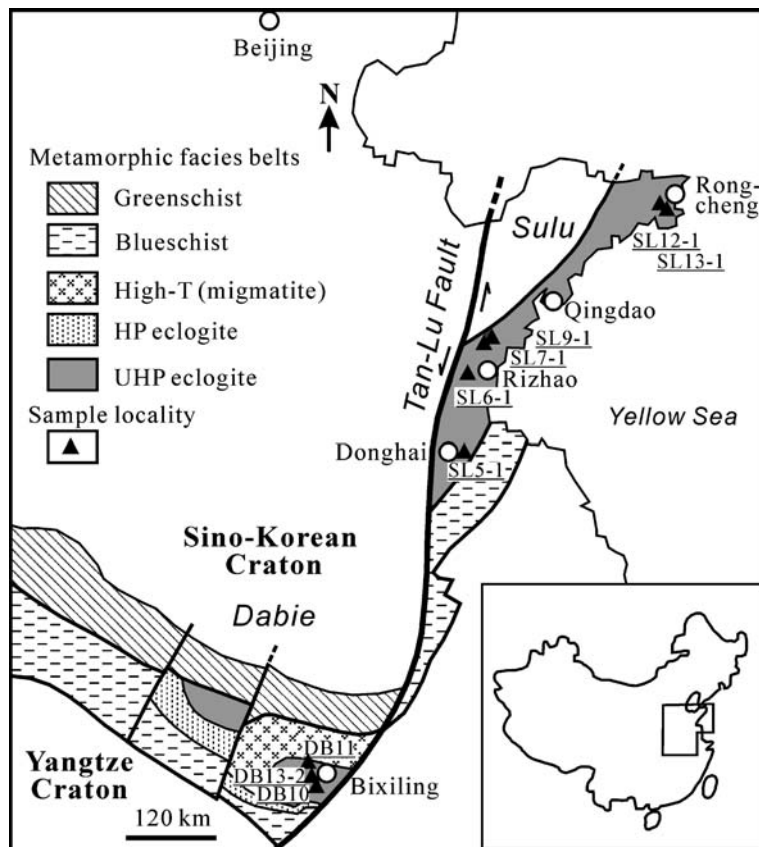 Beijing
N
Metamorphic facies belts
Greenschist
Blueschist
High-T (migmatite)
HP eclogite
UHP eclogite
Sample locality
Rong-
cheng
Sulu
SL12-1
SL13-1
Tan-Lu Fault
Qingdao
SL9-1
SL7-1
Rizhao
SL6-1
Yellow Sea
Donghai
SL5-1
Sino-Korean
Craton
Dabie
DB11
Yangtze
Craton
DB13-2
DB10
Bixiling
120 km